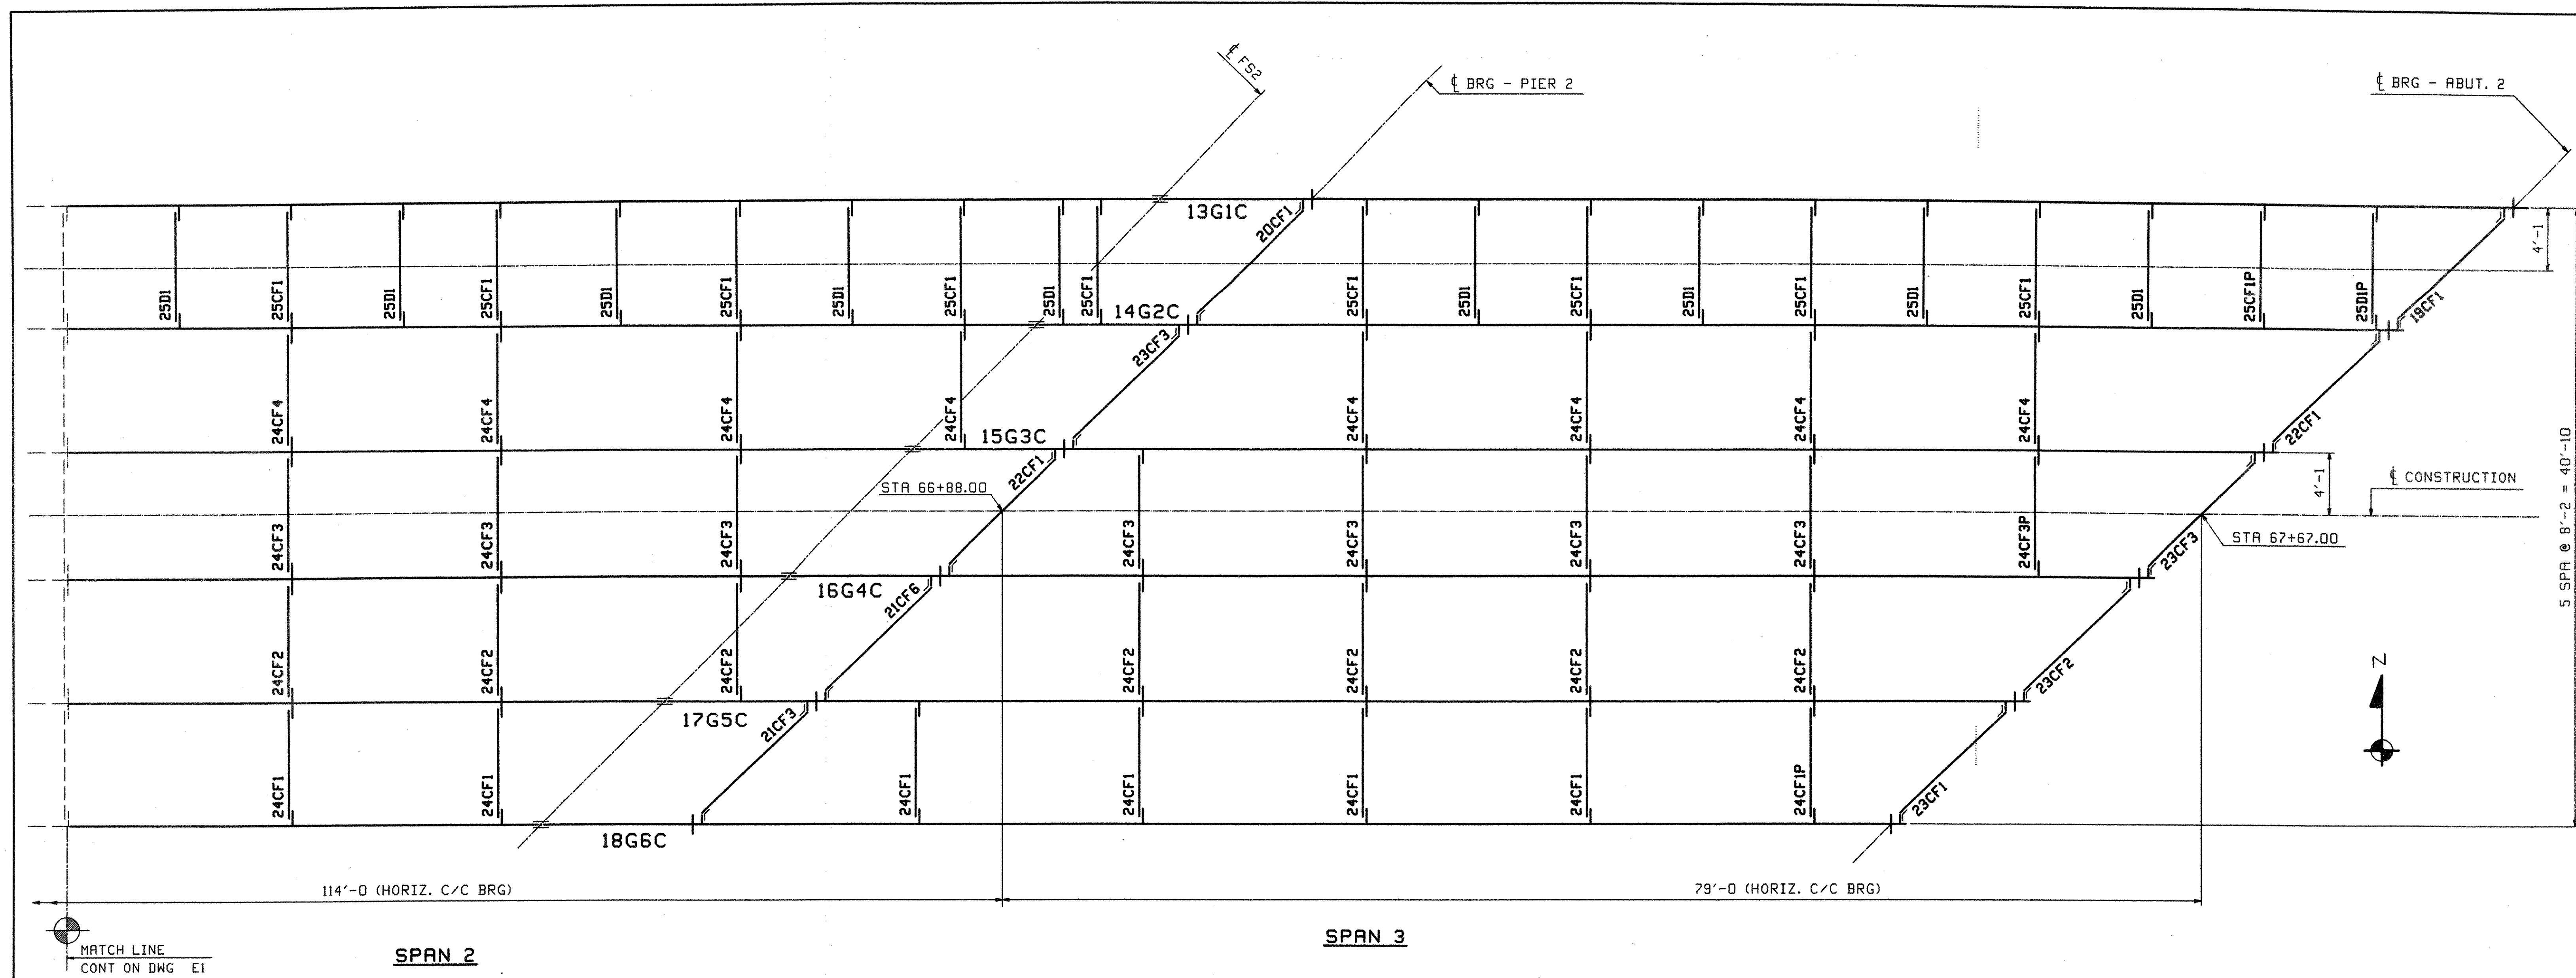 ℄ FS2
℄ BRG - PIER 2
℄ BRG - ABUT. 2
13G1C
20CF1
4'-1
25D1
25CF1
25D1
25CF1
25D1
25CF1
25D1
25CF1
25D1
25CF1
14G2C
25CF1
25D1
25CF1
25D1
25CF1
25D1
25CF1
25D1
25CF1P
25D1P
19CF1
23CF3
24CF4
24CF4
24CF4
24CF4
15G3C
24CF4
24CF4
24CF4
24CF4
22CF1
22CF1
STA 66+88.00
4'-1
℄ CONSTRUCTION
5 SPA @ 8'-2 = 40'-10
24CF3
24CF3
24CF3
24CF3
24CF3
24CF3
24CF3
24CF3P
23CF3
STA 67+67.00
16G4C
21CF6
24CF2
24CF2
24CF2
24CF2
24CF2
24CF2
24CF2
23CF2
N
17G5C
21CF3
24CF1
24CF1
24CF1
24CF1
24CF1
24CF1
24CF1P
23CF1
18G6C
114'-0 (HORIZ. C/C BRG)
79'-0 (HORIZ. C/C BRG)
MATCH LINE
CONT ON DWG E1
SPAN 2
SPAN 3